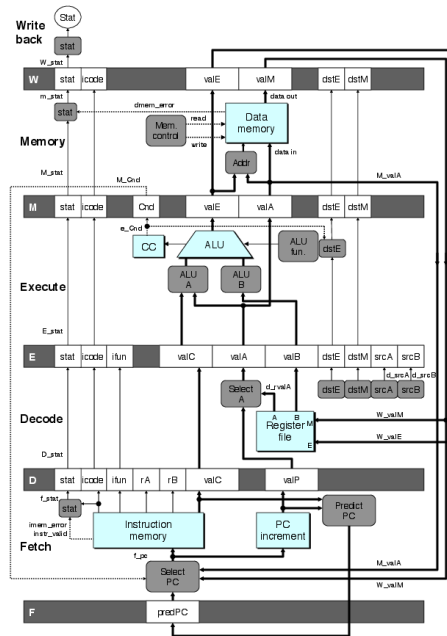 Stat
Write
back
stat
W_stat
W stat icode valE valM dstE dstM
m_stat
data out
dmem_error
stat
read
Mem.
control
write
Data
memory
data in
Memory
Addr
M_stat
M_Cnd
M_valA
M stat icode Cnd valE valA dstE dstM
e_Cnd
CC
ALU
ALU
fun.
dstE
ALU
A
ALU
B
Execute
E_stat
E stat icode ifun valC valA valB dstE dstM srcA srcB
d_srcA d_srcB
Select
A
d_rvalA
dstE dstM srcA srcB
A B
M
Register
file
E
W_valM
W_valE
Decode
D_stat
D stat icode ifun rA rB valC valP
f_stat
stat
imem_error
instr_valid
Instruction
memory
PC
increment
Predict
PC
Fetch
f_pc
Select
PC
M_valA
W_valM
F predPC